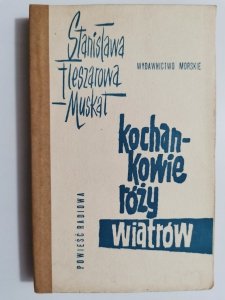 Stanisława
Fleszarowa
-Muskat
WYDAWNICTWO MORSKIE
kochan-
kowie
róży
wiatrów
POWIEŚĆ RADIOWA